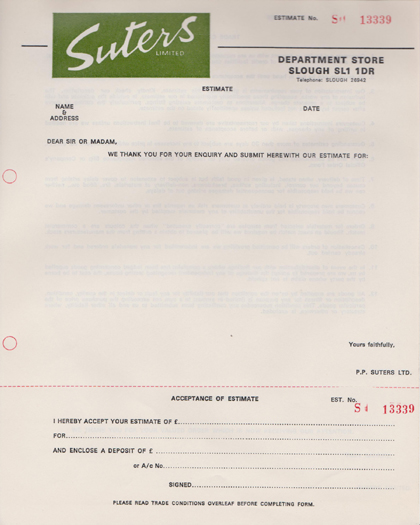 Suters
LIMITED
ESTIMATE No. 13339
DEPARTMENT STORE
SLOUGH SL1 1DR
Telephone: SLOUGH 26942
ESTIMATE
NAME
&
ADDRESS
DATE
DEAR SIR OR MADAM,
WE THANK YOU FOR YOUR ENQUIRY AND SUBMIT HEREWITH OUR ESTIMATE FOR:
Yours faithfully,
P.P. SUTERS LTD.
ACCEPTANCE OF ESTIMATE
EST. No.
13339
I HEREBY ACCEPT YOUR ESTIMATE OF £
FOR
AND ENCLOSE A DEPOSIT OF £
or A/c No.
SIGNED
PLEASE READ TRADE CONDITIONS OVERLEAF BEFORE COMPLETING FORM.